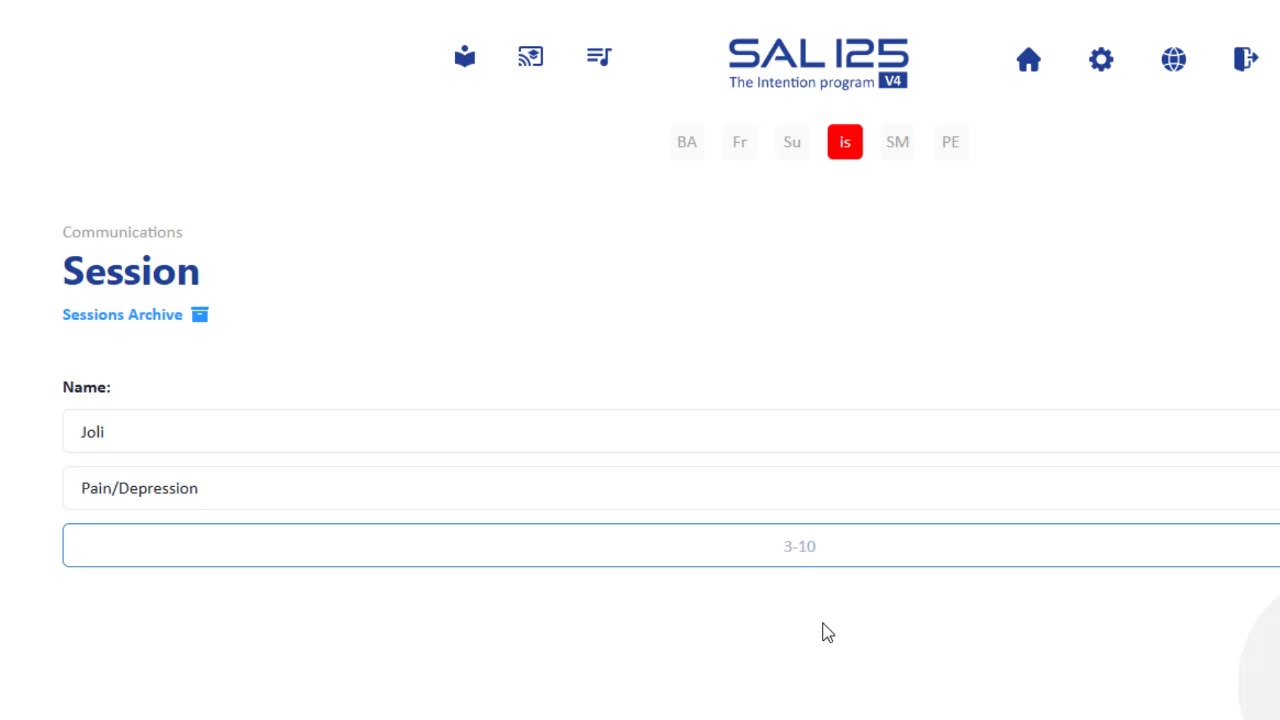 SAL 125
The Intention program V4
BA Fr Su is SM PE
Communications
Session
Sessions Archive
Name:
Joli
Pain/Depression
3-10